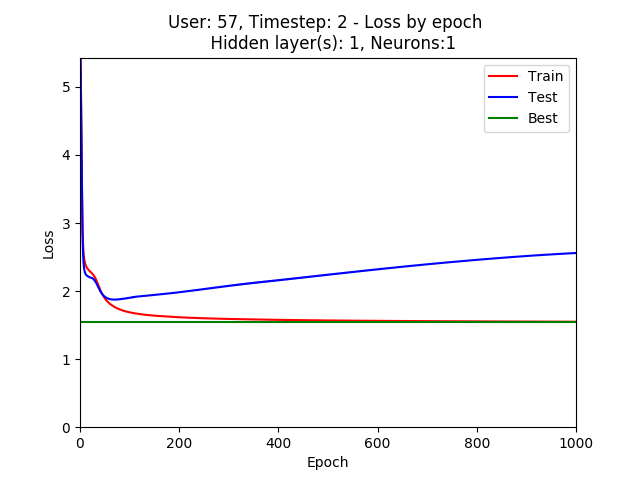 User: 57, Timestep: 2 - Loss by epoch
Hidden layer(s): 1, Neurons:1
Train
Test
Best
5
4
3
2
1
0
Loss
0
200
400
600
800
1000
Epoch